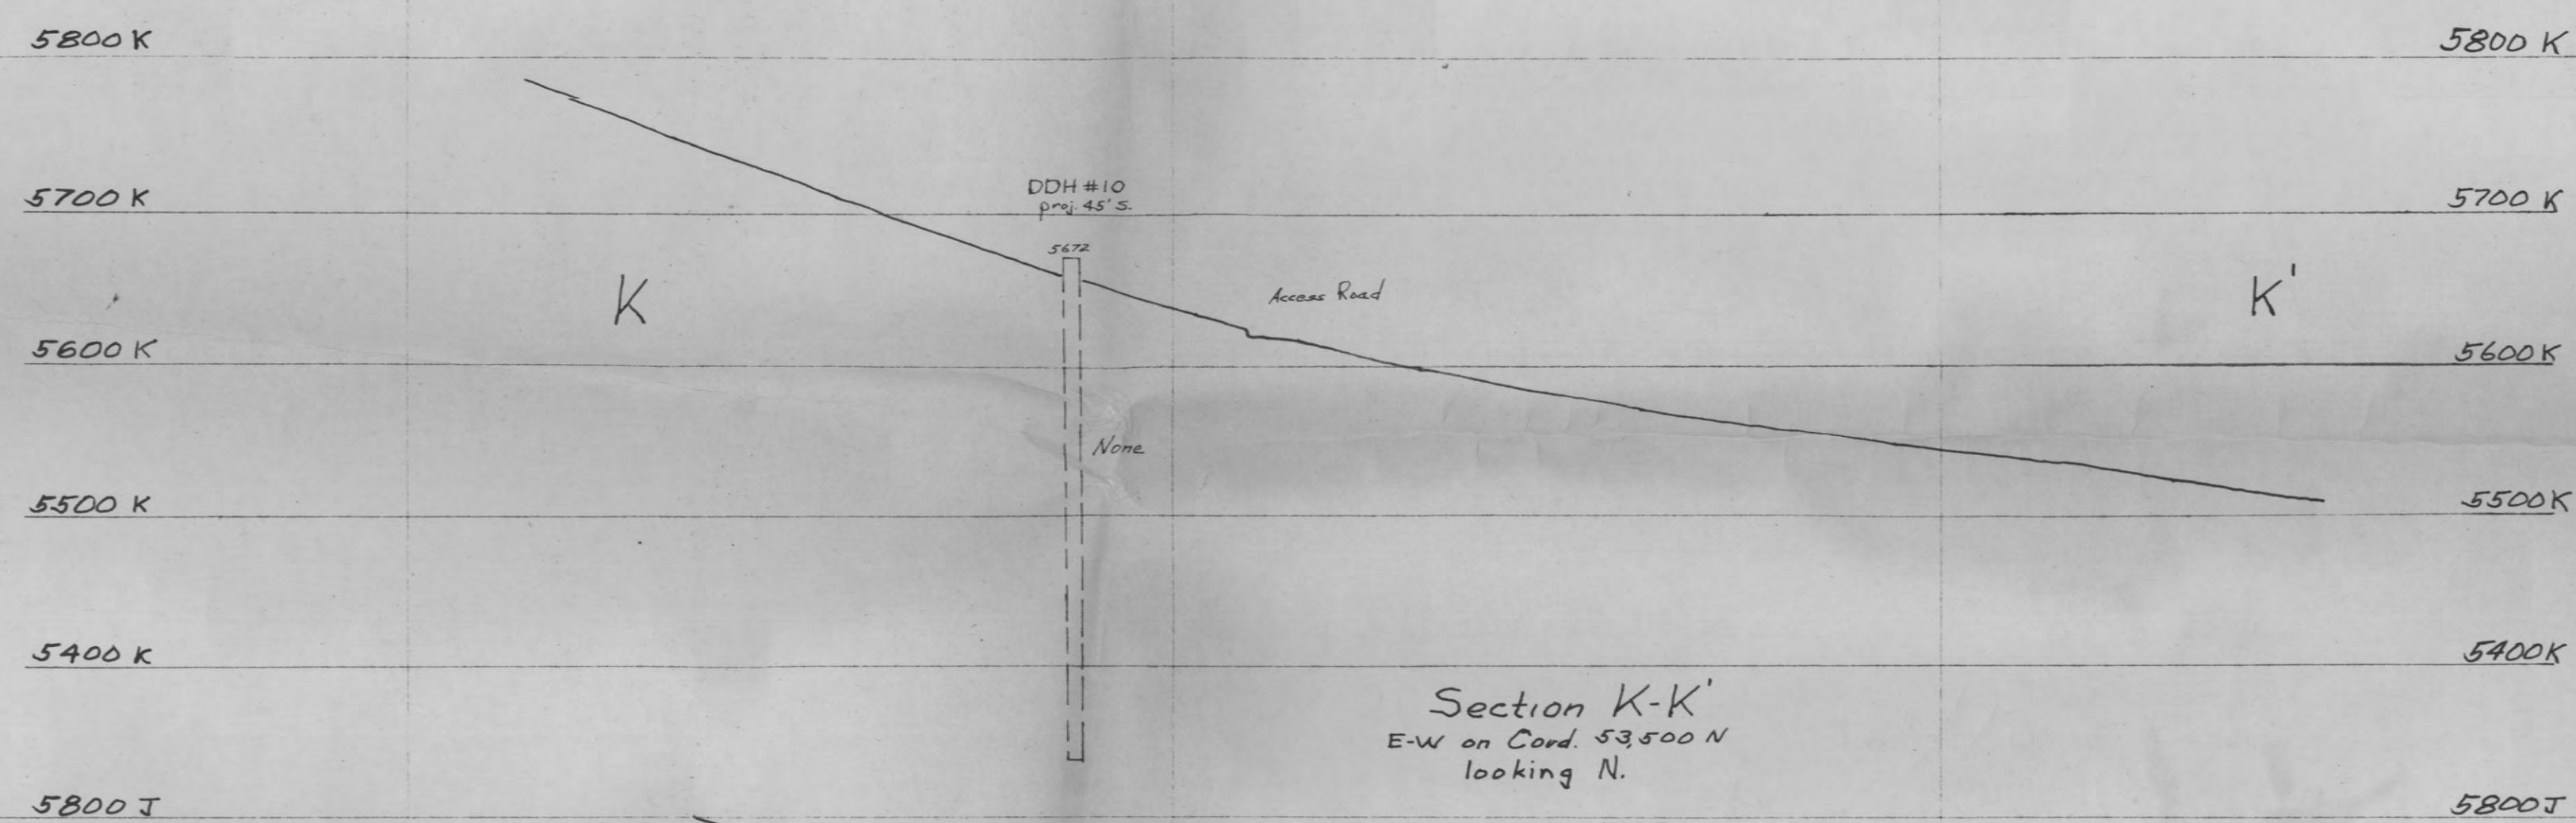 5800 K
5800 K
5700 K
DDH #10
proj. 45' S.
5700 K
5672
K
Access Road
K'
5600 K
5600 K
None
5500 K
5500 K
5400 K
5400 K
Section K-K'
E-W on Cord. 53,500 N
looking N.
5800 J
5800 J